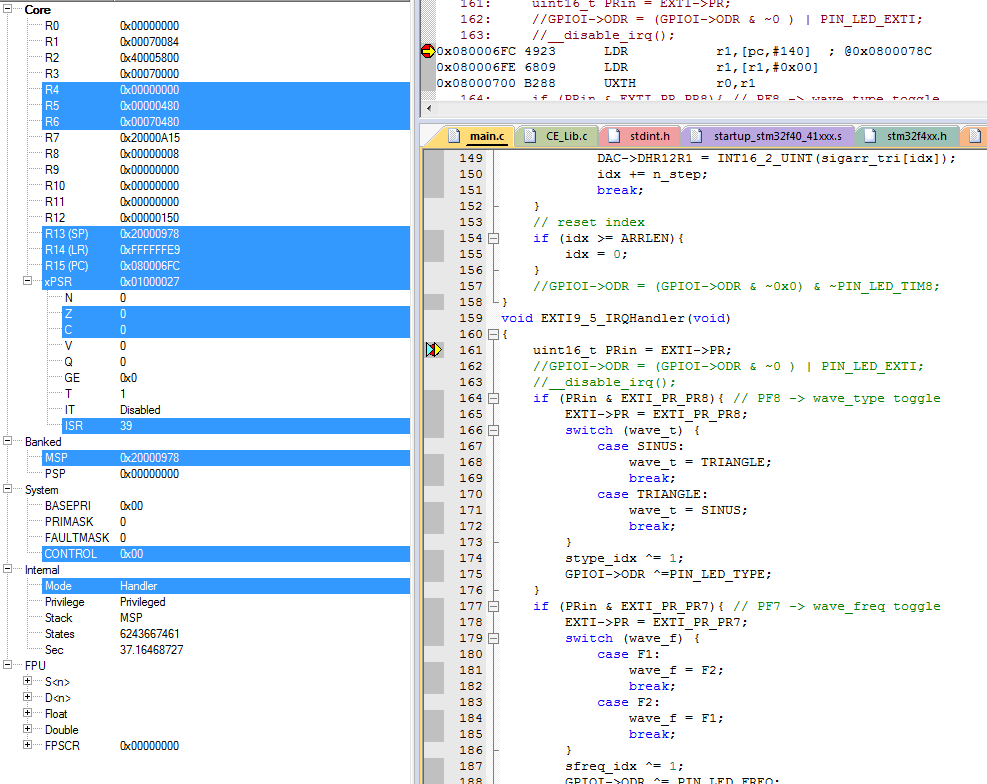 Core
R0 0x00000000
R1 0x00070084
R2 0x40005800
R3 0x00070000
R4 0x00000000
R5 0x00000480
R6 0x00070480
R7 0x20000A15
R8 0x00000008
R9 0x00000000
R10 0x00000000
R11 0x00000000
R12 0x00000150
R13 (SP) 0x20000978
R14 (LR) 0xFFFFFFE9
R15 (PC) 0x080006FC
xPSR 0x01000027
N 0
Z 0
C 0
V 0
Q 0
GE 0x0
T 1
IT Disabled
ISR 39
Banked
MSP 0x20000978
PSP 0x00000000
System
BASEPRI 0x00
PRIMASK 0
FAULTMASK 0
CONTROL 0x00
Internal
Mode Handler
Privilege Privileged
Stack MSP
States 6243667461
Sec 37.16468727
FPU
S<n>
D<n>
Float
Double
FPSCR 0x00000000
161: uint16_t PRin = EXTI->PR;
162: //GPIOI->ODR = (GPIOI->ODR & ~0 ) | PIN_LED_EXTI;
163: //__disable_irq();
0x080006FC 4923 LDR r1,[pc,#140] ; @0x0800078C
0x080006FE 6809 LDR r1,[r1,#0x00]
0x08000700 B288 UXTH r0,r1
164: if (PRin & EXTI_PR_PR8){ // PF8 -> wave_type toggle
main.c CE_Lib.c stdint.h startup_stm32f40_41xxx.s stm32f4xx.h
149 DAC->DHR12R1 = INT16_2_UINT(sigarr_tri[idx]);
150 idx += n_step;
151 break;
152 }
153 // reset index
154 if (idx >= ARRLEN){
155 idx = 0;
156 }
157 //GPIOI->ODR = (GPIOI->ODR & ~0x0) & ~PIN_LED_TIM8;
158 }
159 void EXTI9_5_IRQHandler(void)
160 {
161 uint16_t PRin = EXTI->PR;
162 //GPIOI->ODR = (GPIOI->ODR & ~0 ) | PIN_LED_EXTI;
163 //__disable_irq();
164 if (PRin & EXTI_PR_PR8){ // PF8 -> wave_type toggle
165 EXTI->PR = EXTI_PR_PR8;
166 switch (wave_t) {
167 case SINUS:
168 wave_t = TRIANGLE;
169 break;
170 case TRIANGLE:
171 wave_t = SINUS;
172 break;
173 }
174 stype_idx ^= 1;
175 GPIOI->ODR ^=PIN_LED_TYPE;
176 }
177 if (PRin & EXTI_PR_PR7){ // PF7 -> wave_freq toggle
178 EXTI->PR = EXTI_PR_PR7;
179 switch (wave_f) {
180 case F1:
181 wave_f = F2;
182 break;
183 case F2:
184 wave_f = F1;
185 break;
186 }
187 sfreq_idx ^= 1;
188 GPIOI->ODR ^= PIN_LED_FREQ;